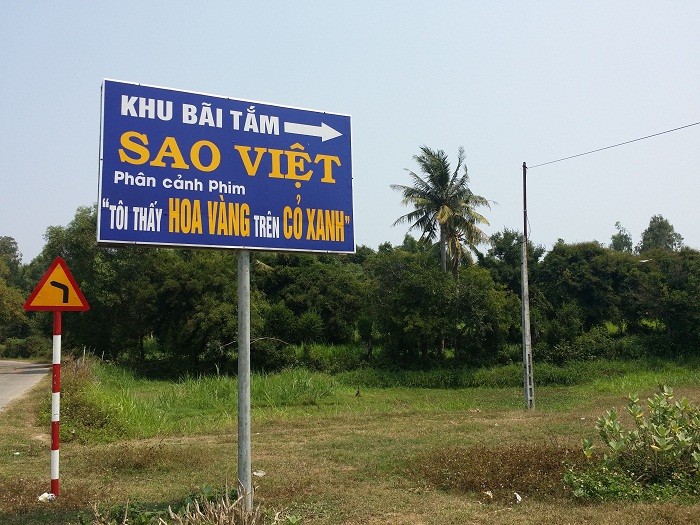 KHU BÃI TẮM
SAO VIỆT
Phân cảnh Phim
"TÔI THẤY HOA VÀNG TRÊN CỎ XANH"